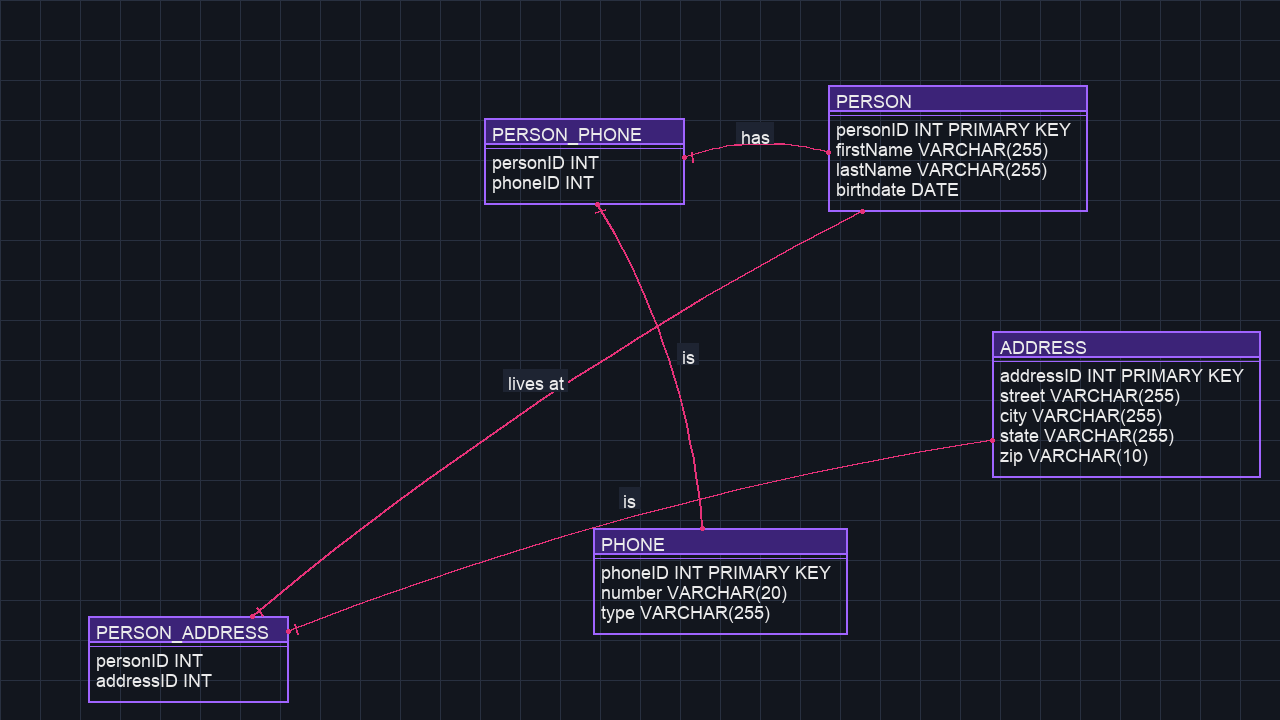 PERSON
personID INT PRIMARY KEY
firstName VARCHAR(255)
lastName VARCHAR(255)
birthdate DATE
PERSON_PHONE
personID INT
phoneID INT
has
is
lives at
ADDRESS
addressID INT PRIMARY KEY
street VARCHAR(255)
city VARCHAR(255)
state VARCHAR(255)
zip VARCHAR(10)
is
PHONE
phoneID INT PRIMARY KEY
number VARCHAR(20)
type VARCHAR(255)
PERSON_ADDRESS
personID INT
addressID INT